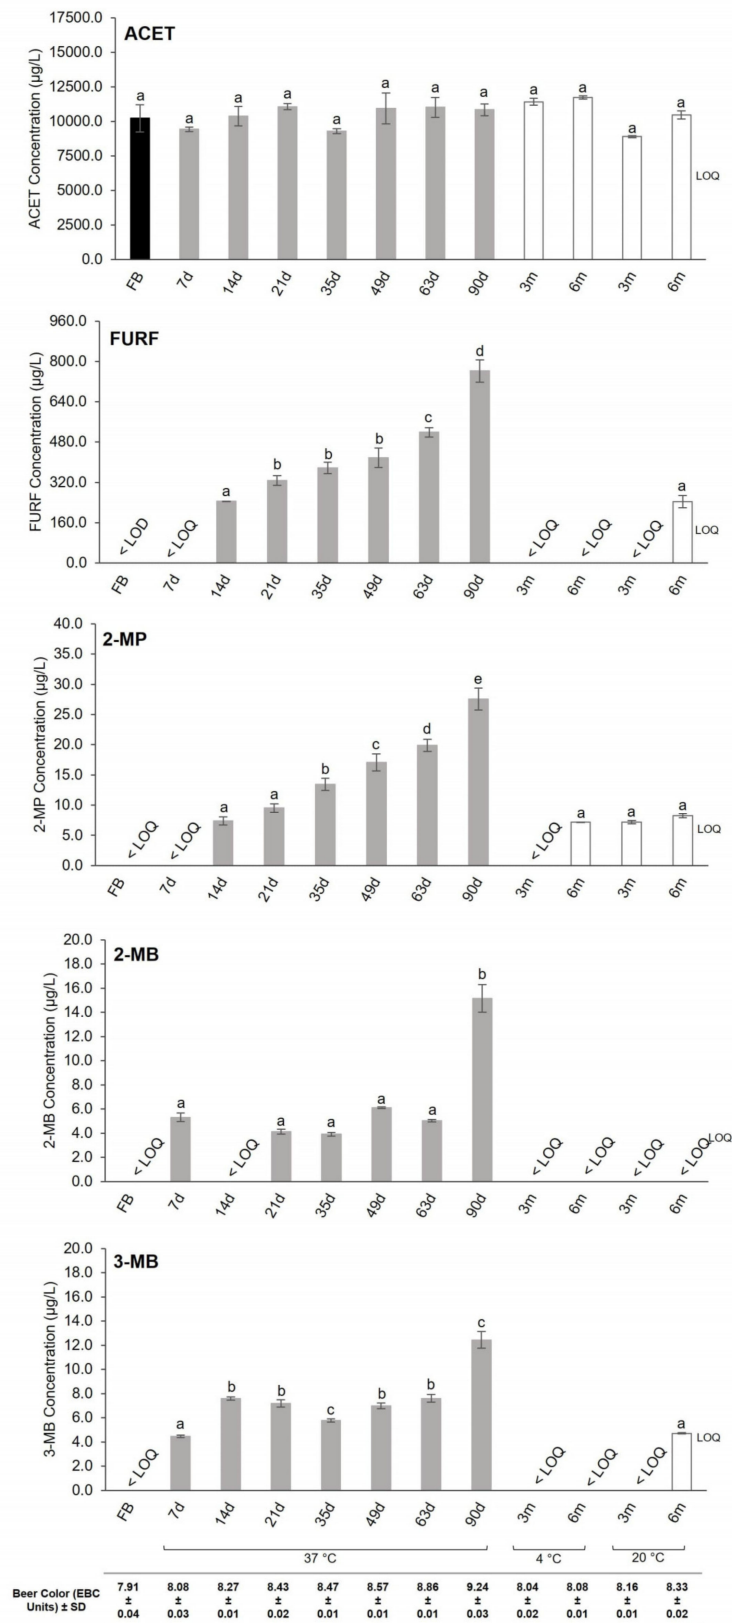 ACET
ACET Concentration (µg/L)
17500.0
15000.0
12500.0
10000.0
7500.0
5000.0
2500.0
0.0
a a a a a a a a a a a a
LOQ
FB 7d 14d 21d 35d 49d 63d 90d 3m 6m 3m 6m
FURF
FURF Concentration (µg/L)
960.0
800.0
640.0
480.0
320.0
160.0
0.0
< LOD < LOQ a b b b c d < LOQ < LOQ < LOQ a
LOQ
FB 7d 14d 21d 35d 49d 63d 90d 3m 6m 3m 6m
2-MP
2-MP Concentration (µg/L)
40.0
35.0
30.0
25.0
20.0
15.0
10.0
5.0
0.0
< LOQ < LOQ a a b c d e < LOQ a a a
LOQ
FB 7d 14d 21d 35d 49d 63d 90d 3m 6m 3m 6m
2-MB
2-MB Concentration (µg/L)
20.0
18.0
16.0
14.0
12.0
10.0
8.0
6.0
4.0
2.0
0.0
< LOQ a < LOQ a a a a b < LOQ < LOQ < LOQ < LOQ
LOQ
FB 7d 14d 21d 35d 49d 63d 90d 3m 6m 3m 6m
3-MB
3-MB Concentration (µg/L)
20.0
18.0
16.0
14.0
12.0
10.0
8.0
6.0
4.0
2.0
0.0
< LOQ a b b c b b c < LOQ < LOQ < LOQ a
LOQ
FB 7d 14d 21d 35d 49d 63d 90d 3m 6m 3m 6m
37 °C 4 °C 20 °C
Beer Color (EBC
Units) ± SD
7.91 8.08 8.27 8.43 8.47 8.57 8.86 9.24 8.04 8.08 8.16 8.33
± ± ± ± ± ± ± ± ± ± ± ±
0.04 0.03 0.01 0.02 0.01 0.01 0.01 0.03 0.02 0.01 0.01 0.02